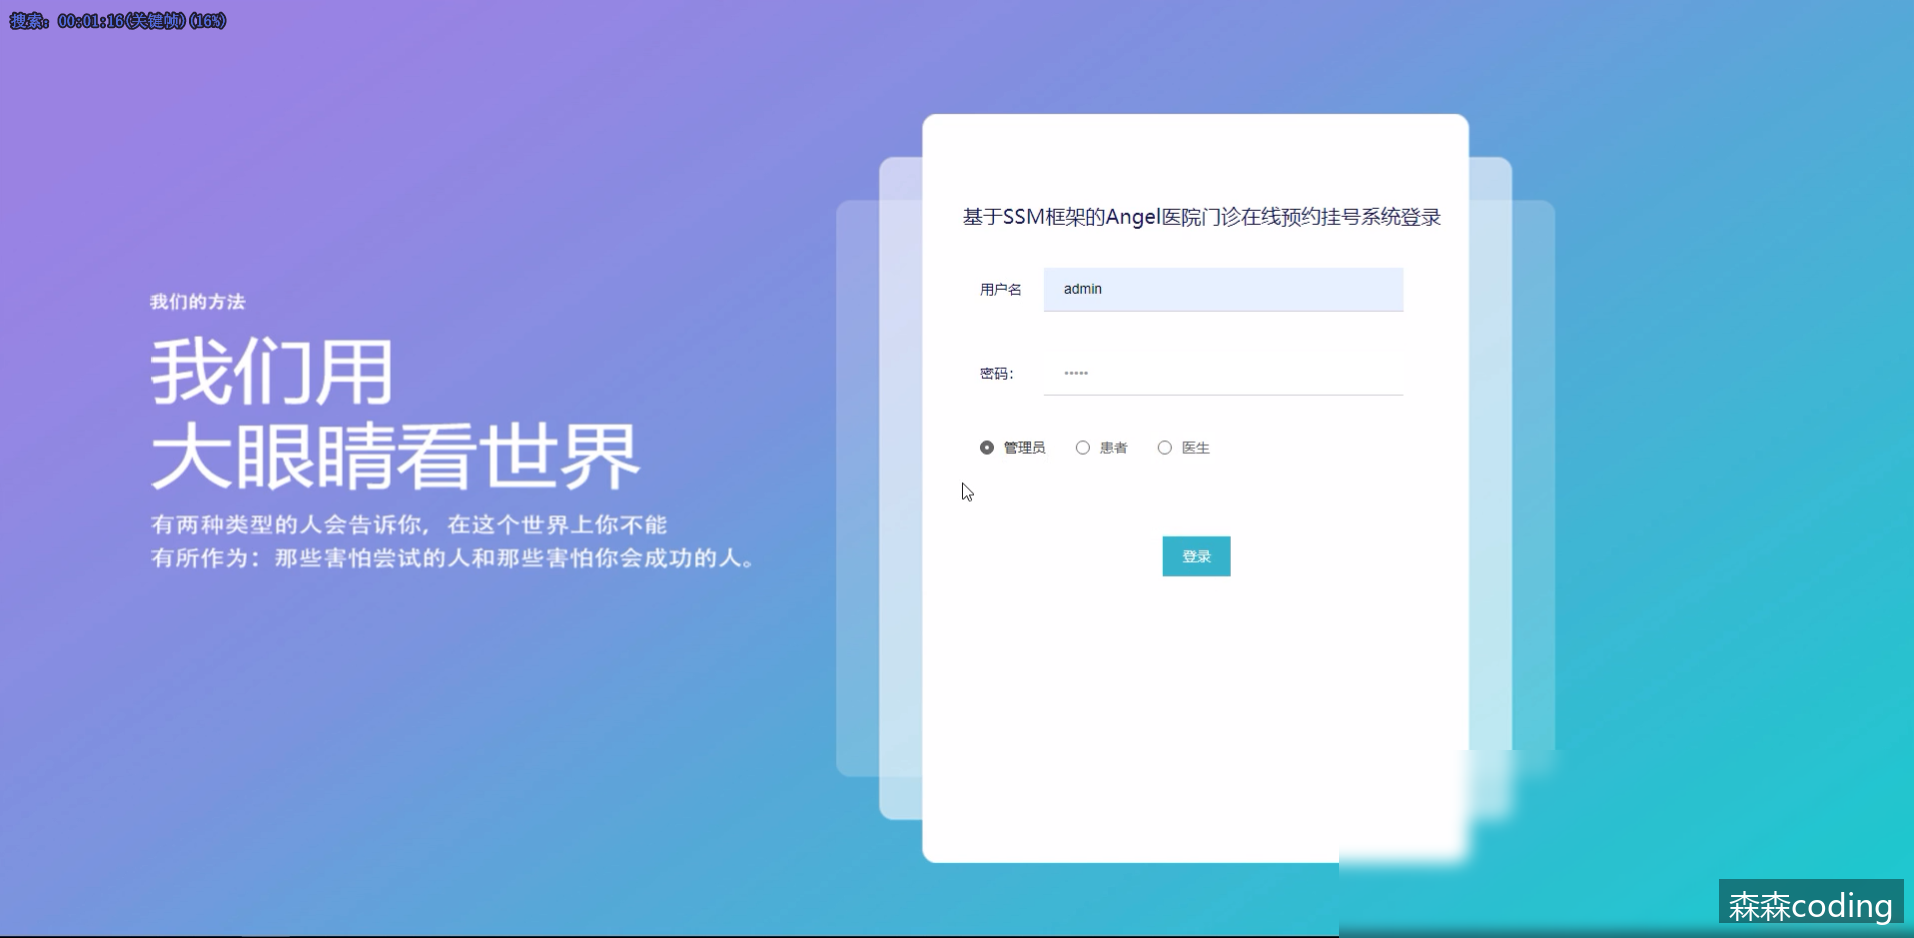 搜索: 00:01:16(关键帧)(16%)
我们的方法
我们用
大眼睛看世界
有两种类型的人会告诉你，在这个世界上你不能
有所作为：那些害怕尝试的人和那些害怕你会成功的人。
基于SSM框架的Angel医院门诊在线预约挂号系统登录
用户名 admin
密码: •••••
管理员 患者 医生
登录
森森coding